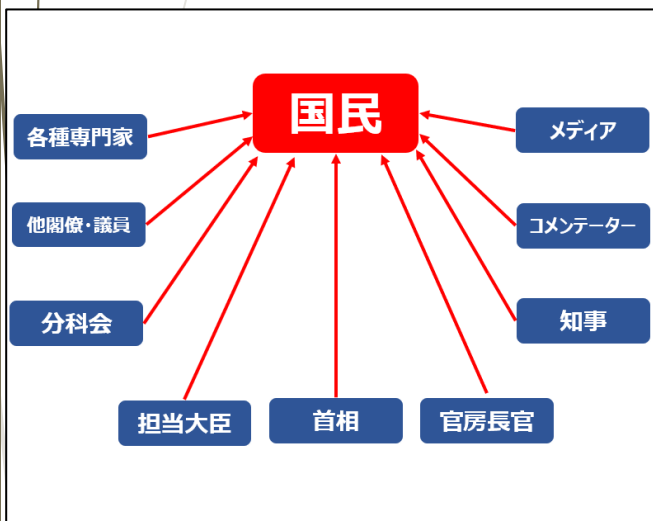 国民
各種専門家
メディア
他閣僚・議員
コメンテーター
分科会
知事
担当大臣
首相
官房長官